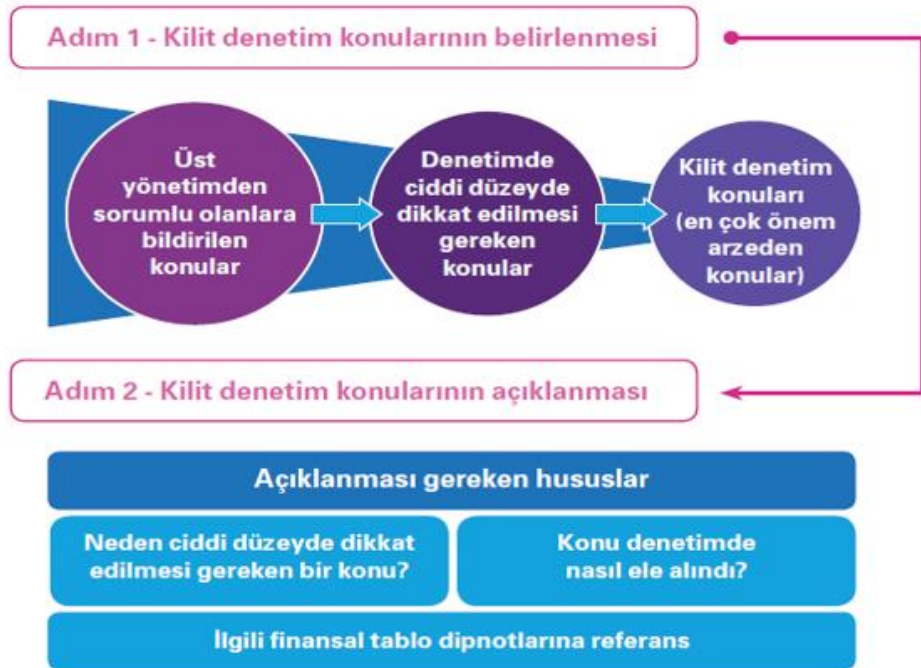 Adım 1 - Kilit denetim konularının belirlenmesi
Üst
yönetimden
sorumlu olanlara
bildirilen
konular
Denetimde
ciddi düzeyde
dikkat edilmesi
gereken
konular
Kilit denetim
konuları
(en çok önem
arzeden
konular)
Adım 2 - Kilit denetim konularının açıklanması
Açıklanması gereken hususlar
Neden ciddi düzeyde dikkat
edilmesi gereken bir konu?
Konu denetimde
nasıl ele alındı?
İlgili finansal tablo dipnotlarına referans